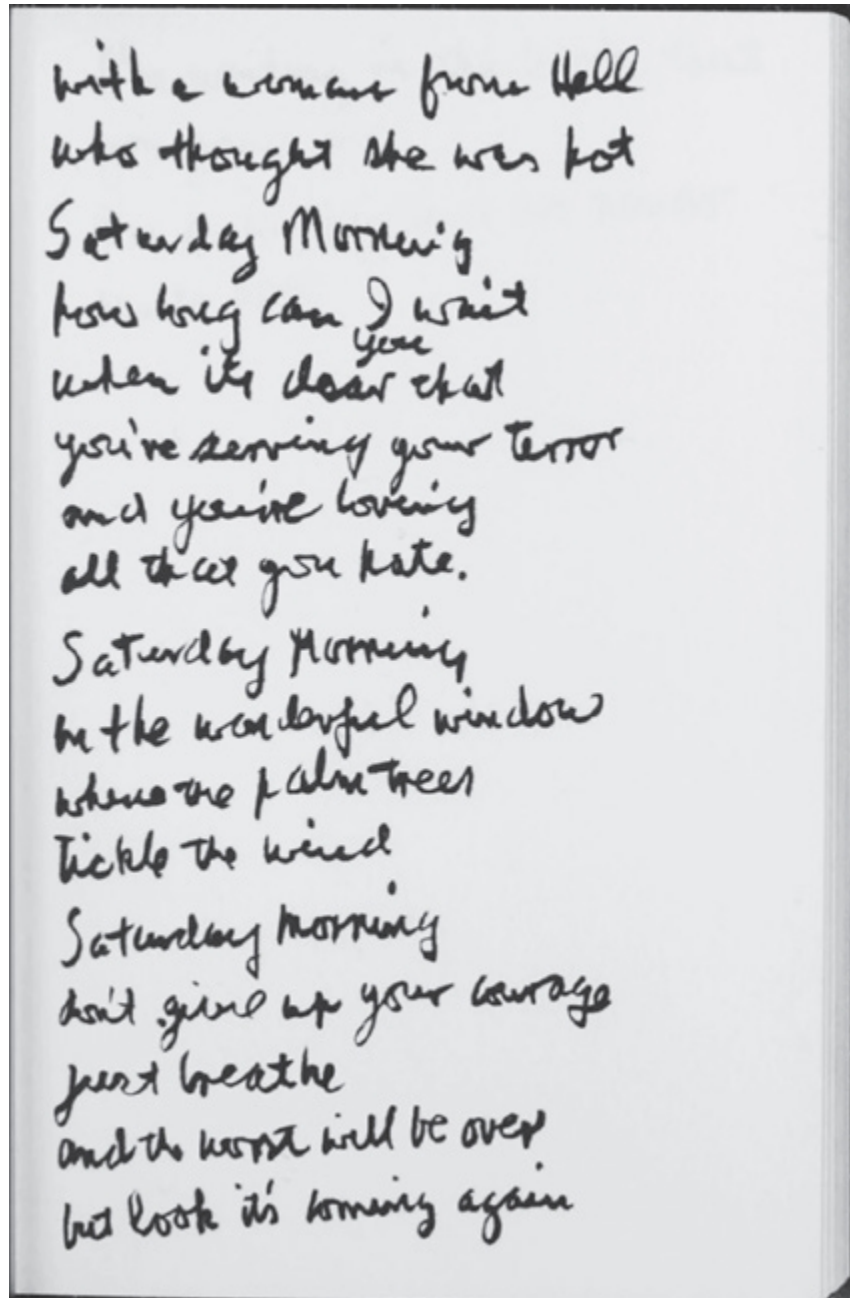 with a woman from Hell
who thought she was hot
Saturday Morning
how long can I wait
you
when it's clear that
you're serving your terror
and you're loving
all that you hate.
Saturday Morning
in the wonderful window
where the palm trees
tickle the wind
Saturday morning
don't give up your courage
just breathe
and the worst will be over
but look it's coming again